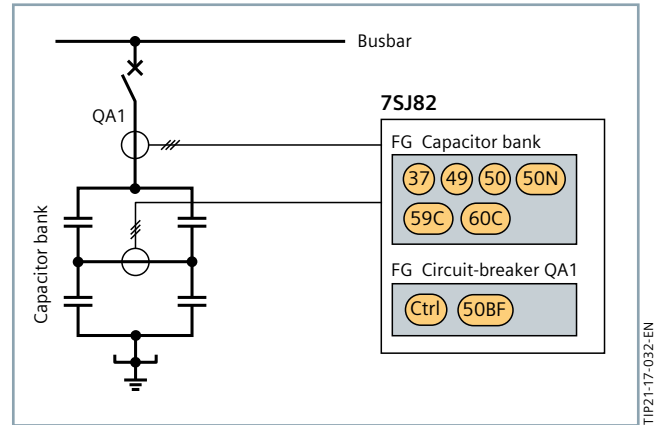 Busbar
QA1
7SJ82
FG Capacitor bank
37 49 50 50N
59C 60C
FG Circuit-breaker QA1
Ctrl 50BF
Capacitor bank
TIP21-17-032-EN